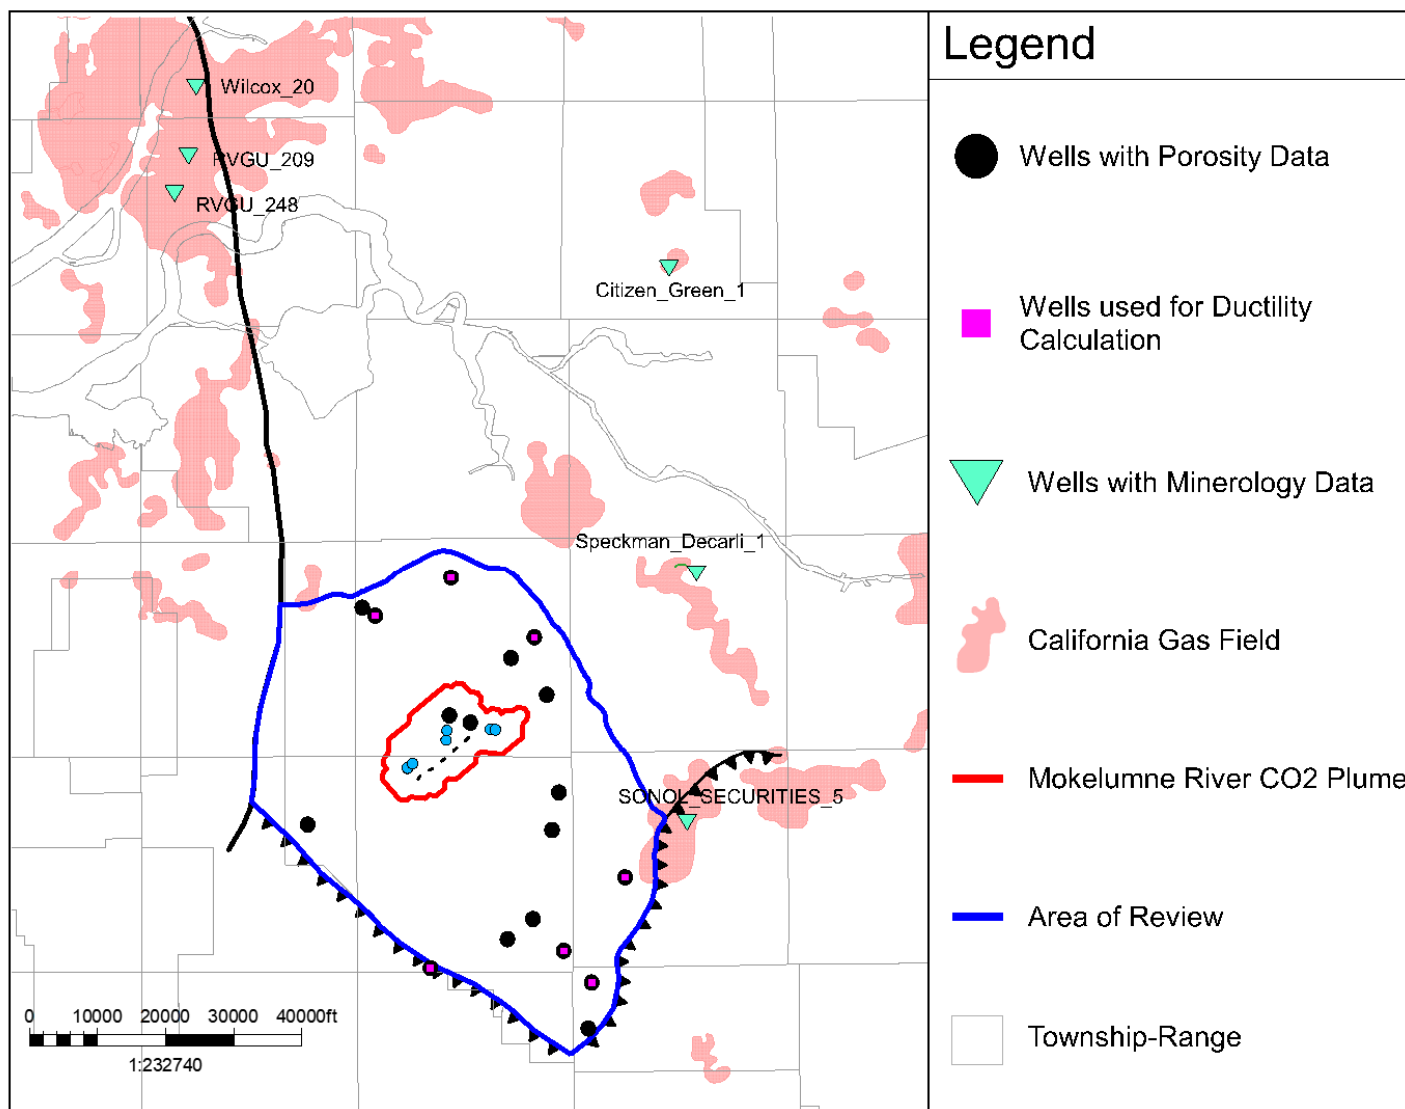 Legend
Wells with Porosity Data
Wells used for Ductility
Calculation
Wells with Minerology Data
California Gas Field
Mokelumne River CO2 Plume
Area of Review
Township-Range
Wilcox_20
RVGU_209
RVGU_248
Citizen_Green_1
Speckman_Decarli_1
SONOL_SECURITIES_5
0 10000 20000 30000 40000ft
1:232740